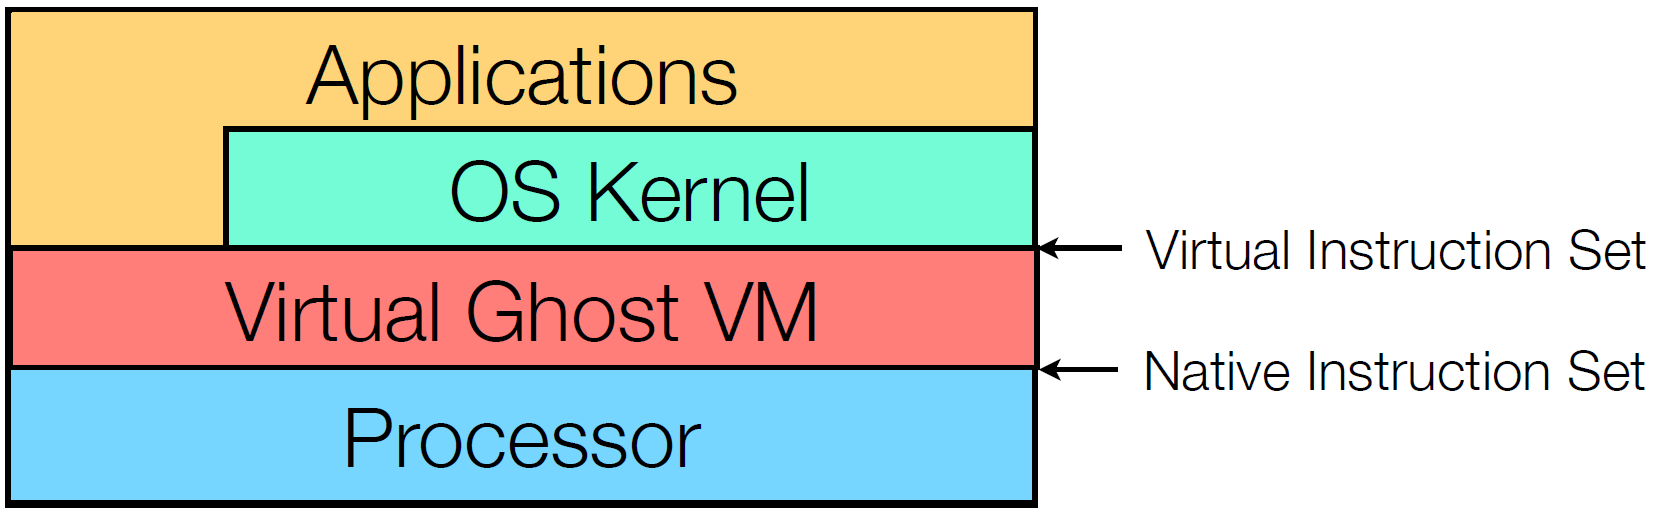 Applications
OS Kernel
Virtual Instruction Set
Virtual Ghost VM
Native Instruction Set
Processor